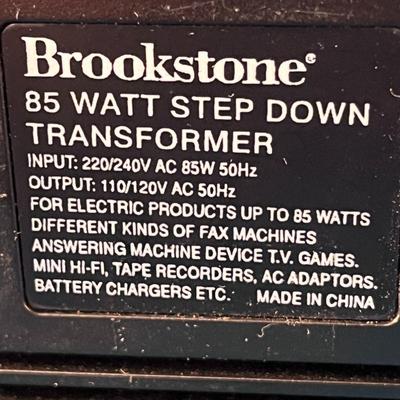 Brookstone®
85 WATT STEP DOWN
TRANSFORMER
INPUT: 220/240V AC 85W 50Hz
OUTPUT: 110/120V AC 50Hz
FOR ELECTRIC PRODUCTS UP TO 85 WATTS
DIFFERENT KINDS OF FAX MACHINES
ANSWERING MACHINE DEVICE T.V. GAMES.
MINI HI-FI, TAPE RECORDERS, AC ADAPTORS.
BATTERY CHARGERS ETC. MADE IN CHINA